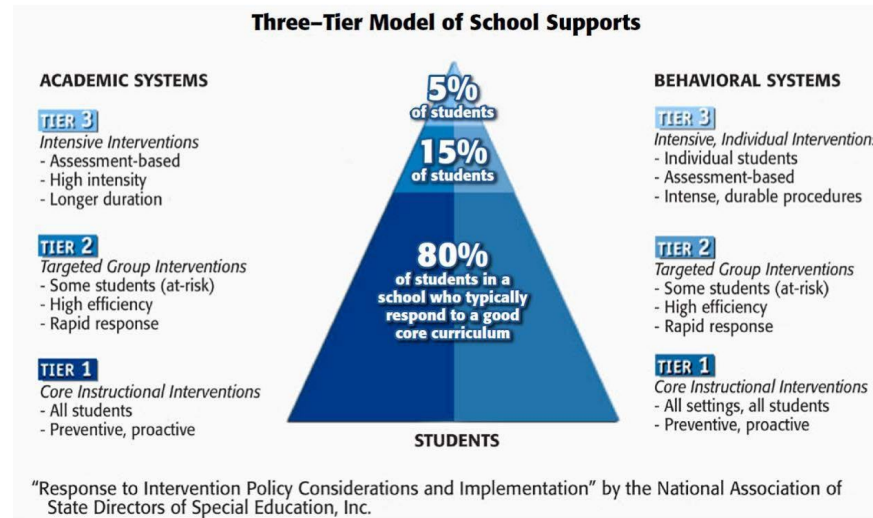 Three–Tier Model of School Supports
ACADEMIC SYSTEMS
TIER 3
Intensive Interventions
- Assessment-based
- High intensity
- Longer duration
TIER 2
Targeted Group Interventions
- Some students (at-risk)
- High efficiency
- Rapid response
TIER 1
Core Instructional Interventions
- All students
- Preventive, proactive
5%
of students
15%
of students
80%
of students in a
school who typically
respond to a good
core curriculum
STUDENTS
BEHAVIORAL SYSTEMS
TIER 3
Intensive, Individual Interventions
- Individual students
- Assessment-based
- Intense, durable procedures
TIER 2
Targeted Group Interventions
- Some students (at-risk)
- High efficiency
- Rapid response
TIER 1
Core Instructional Interventions
- All settings, all students
- Preventive, proactive
“Response to Intervention Policy Considerations and Implementation” by the National Association of
State Directors of Special Education, Inc.